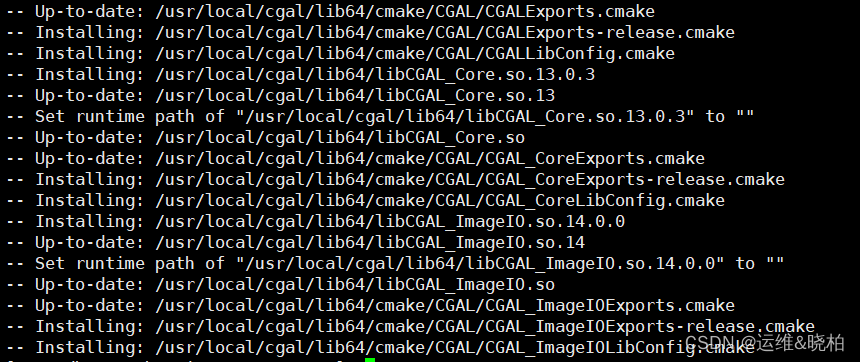 -- Up-to-date: /usr/local/cgal/lib64/cmake/CGAL/CGALExports.cmake
-- Installing: /usr/local/cgal/lib64/cmake/CGAL/CGALExports-release.cmake
-- Installing: /usr/local/cgal/lib64/cmake/CGAL/CGALLibConfig.cmake
-- Installing: /usr/local/cgal/lib64/libCGAL_Core.so.13.0.3
-- Up-to-date: /usr/local/cgal/lib64/libCGAL_Core.so.13
-- Set runtime path of "/usr/local/cgal/lib64/libCGAL_Core.so.13.0.3" to ""
-- Up-to-date: /usr/local/cgal/lib64/libCGAL_Core.so
-- Up-to-date: /usr/local/cgal/lib64/cmake/CGAL/CGAL_CoreExports.cmake
-- Installing: /usr/local/cgal/lib64/cmake/CGAL/CGAL_CoreExports-release.cmake
-- Installing: /usr/local/cgal/lib64/cmake/CGAL/CGAL_CoreLibConfig.cmake
-- Installing: /usr/local/cgal/lib64/libCGAL_ImageIO.so.14.0.0
-- Up-to-date: /usr/local/cgal/lib64/libCGAL_ImageIO.so.14
-- Set runtime path of "/usr/local/cgal/lib64/libCGAL_ImageIO.so.14.0.0" to ""
-- Up-to-date: /usr/local/cgal/lib64/libCGAL_ImageIO.so
-- Up-to-date: /usr/local/cgal/lib64/cmake/CGAL/CGAL_ImageIOExports.cmake
-- Installing: /usr/local/cgal/lib64/cmake/CGAL/CGAL_ImageIOExports-release.cmake
-- Installing: /usr/local/cgal/lib64/cmake/CGAL/CGAL_ImageIOLibConfig.cmake
CSDN @运维&晓柏